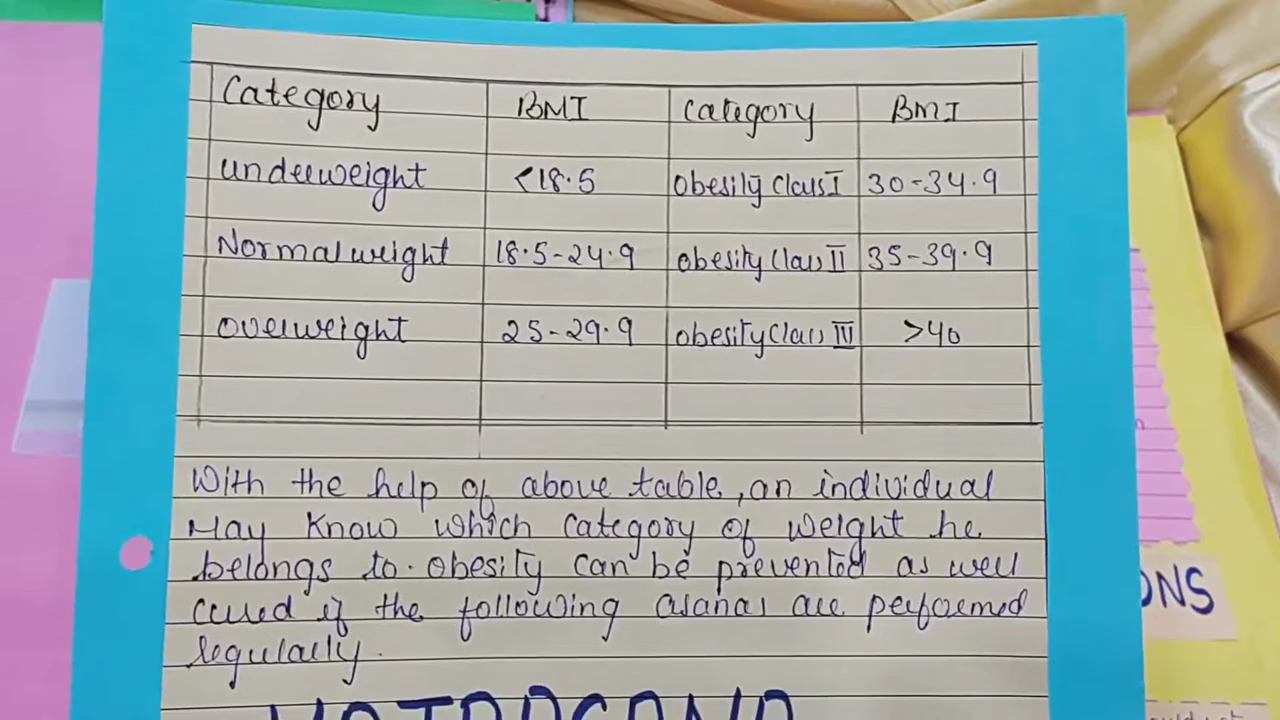 Category BMI Category BMI
Underweight <18.5 Obesity Class I 30-34.9
Normal weight 18.5-24.9 obesity Class II 35-39.9
Overweight 25-29.9 obesity Class III >40
With the help of above table, an individual
May know which category of weight he
belongs to. obesity can be prevented as well
cured if the following asanas are performed
regularly.
ONS